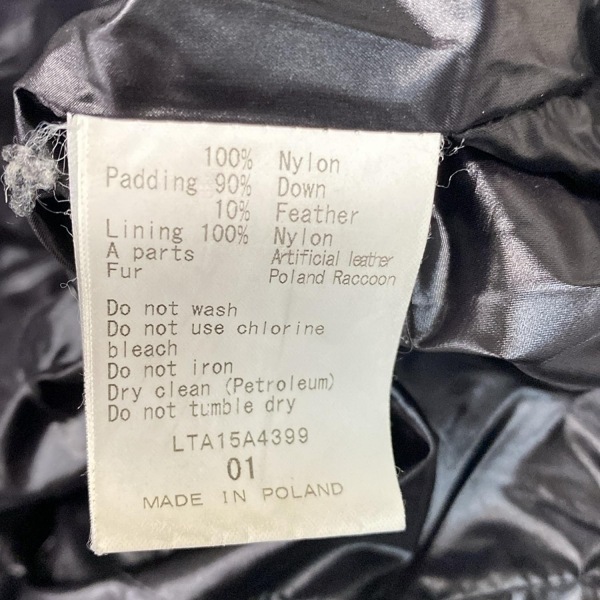 100% Nylon
Padding 90% Down
10% Feather
Lining 100% Nylon
A parts Artificial leather
Fur Poland Raccoon
Do not wash
Do not use chlorine
bleach
Do not iron
Dry clean (Petroleum)
Do not tumble dry
LTA15A4399
01
MADE IN POLAND